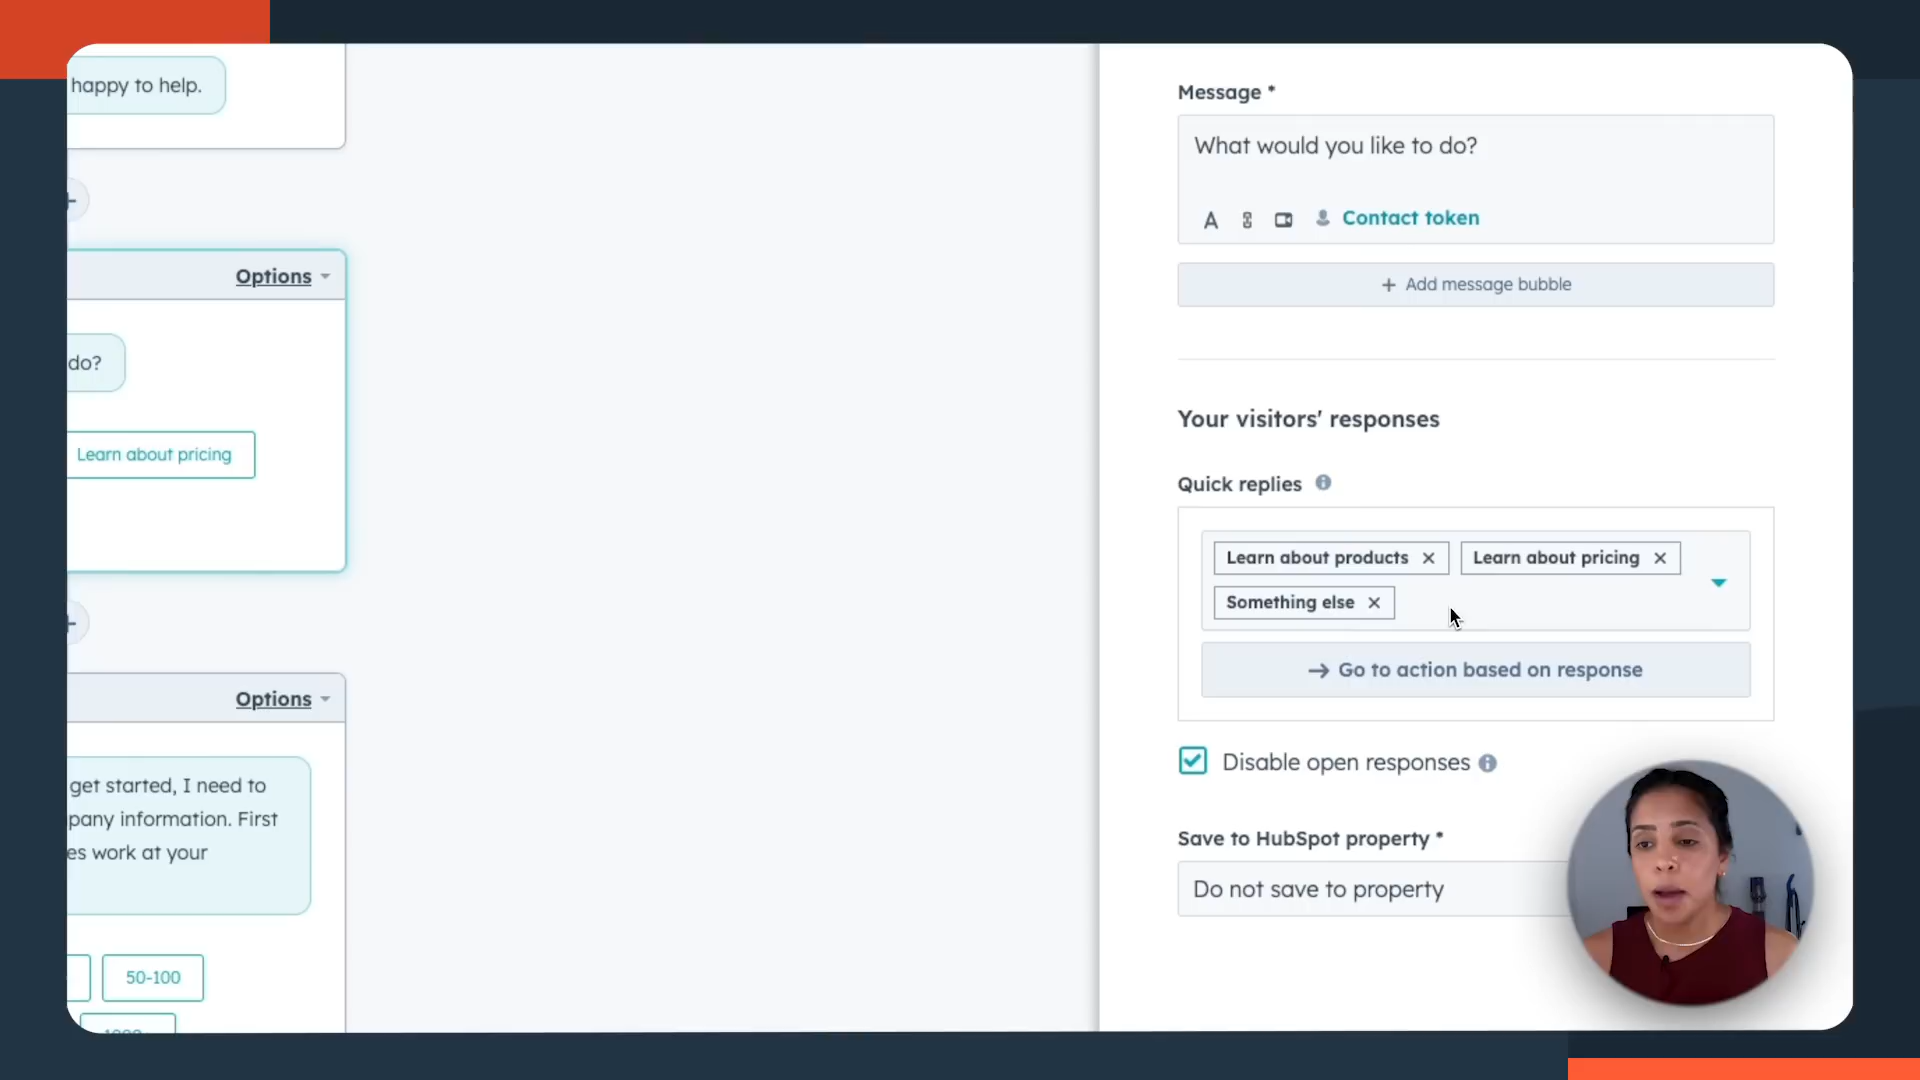 happy to help.
Options
do?
Learn about pricing
Options
get started, I need to
pany information. First
es work at your
50-100
Message *
What would you like to do?
A
Contact token
+ Add message bubble
Your visitors' responses
Quick replies
Learn about products × Learn about pricing ×
Something else ×
→ Go to action based on response
Disable open responses
Save to HubSpot property *
Do not save to property